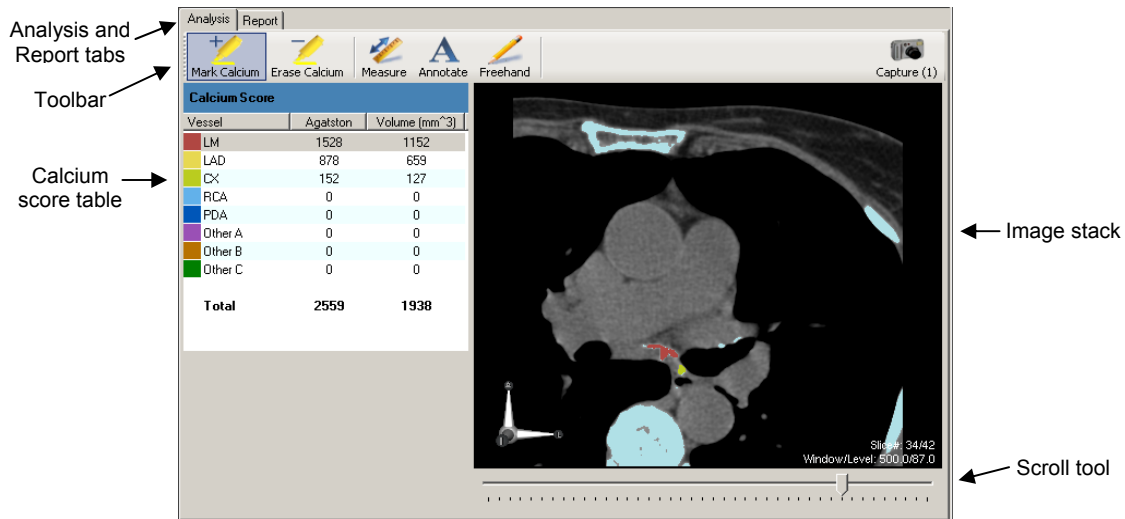 Analysis and
Report tabs
Toolbar
Calcium
score table
Analysis Report
Mark Calcium Erase Calcium Measure Annotate Freehand Capture (1)
Calcium Score
Vessel Agatston Volume (mm^3)
LM 1528 1152
LAD 878 659
CX 152 127
RCA 0 0
PDA 0 0
Other A 0 0
Other B 0 0
Other C 0 0
Total 2559 1938
Slice#: 34/42
Window/Level: 500.0/87.0
Image stack
Scroll tool